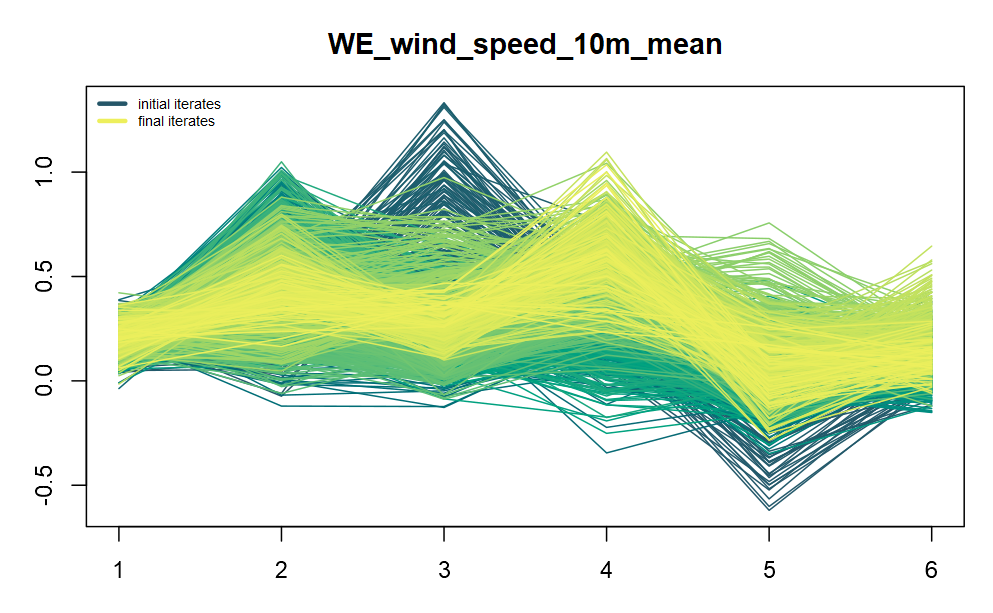 WE_wind_speed_10m_mean
initial iterates
final iterates
1.0
0.5
0.0
-0.5
1 2 3 4 5 6